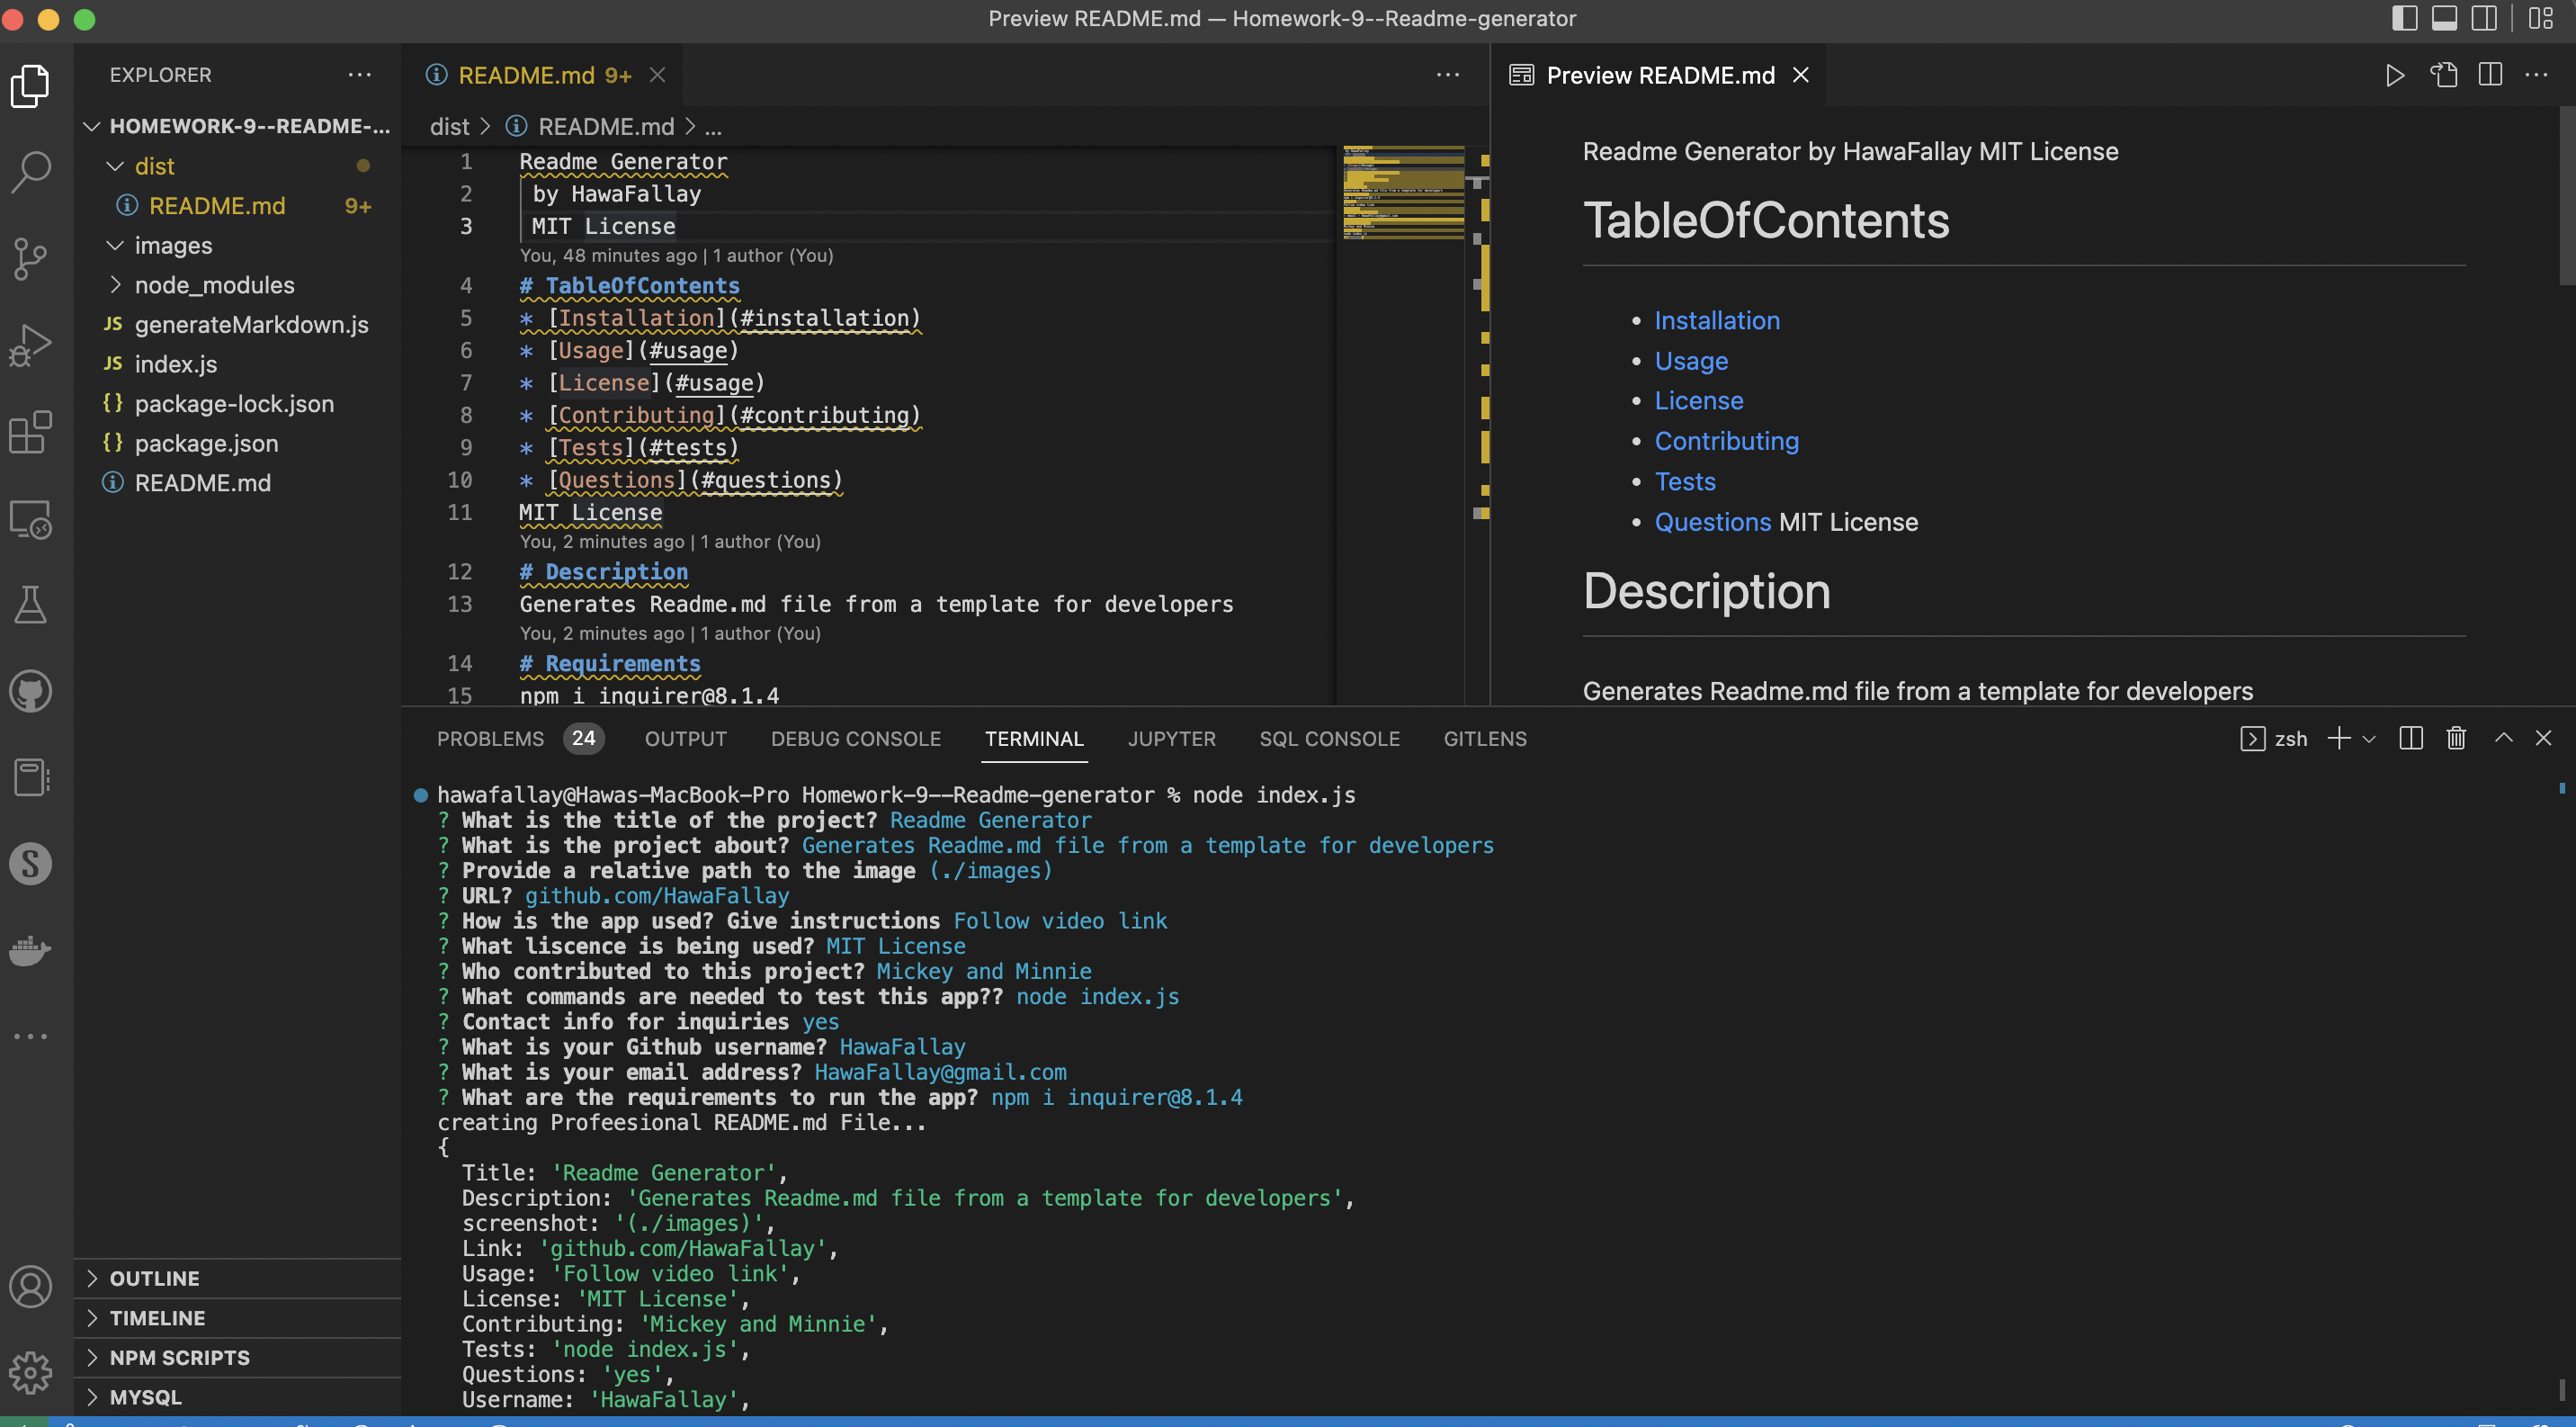 Preview README.md — Homework-9--Readme-generator
EXPLORER
HOMEWORK-9--README-...
dist
README.md 9+
images
node_modules
JS generateMarkdown.js
JS index.js
{} package-lock.json
{} package.json
README.md
OUTLINE
TIMELINE
NPM SCRIPTS
MYSQL
README.md 9+
dist > README.md > ...
1 Readme Generator
2 by HawaFallay
3 MIT License
You, 48 minutes ago | 1 author (You)
4 # TableOfContents
5 * [Installation](#installation)
6 * [Usage](#usage)
7 * [License](#usage)
8 * [Contributing](#contributing)
9 * [Tests](#tests)
10 * [Questions](#questions)
11 MIT License
You, 2 minutes ago | 1 author (You)
12 # Description
13 Generates Readme.md file from a template for developers
You, 2 minutes ago | 1 author (You)
14 # Requirements
15 npm i inquirer@8.1.4
Preview README.md
Readme Generator by HawaFallay MIT License
TableOfContents
• Installation
• Usage
• License
• Contributing
• Tests
• Questions MIT License
Description
Generates Readme.md file from a template for developers
PROBLEMS 24 OUTPUT DEBUG CONSOLE TERMINAL JUPYTER SQL CONSOLE GITLENS
zsh
hawafallay@Hawas-MacBook-Pro Homework-9--Readme-generator % node index.js
? What is the title of the project? Readme Generator
? What is the project about? Generates Readme.md file from a template for developers
? Provide a relative path to the image (./images)
? URL? github.com/HawaFallay
? How is the app used? Give instructions Follow video link
? What liscence is being used? MIT License
? Who contributed to this project? Mickey and Minnie
? What commands are needed to test this app?? node index.js
? Contact info for inquiries yes
? What is your Github username? HawaFallay
? What is your email address? HawaFallay@gmail.com
? What are the requirements to run the app? npm i inquirer@8.1.4
creating Profeesional README.md File...
{
Title: 'Readme Generator',
Description: 'Generates Readme.md file from a template for developers',
screenshot: '(./images)',
Link: 'github.com/HawaFallay',
Usage: 'Follow video link',
License: 'MIT License',
Contributing: 'Mickey and Minnie',
Tests: 'node index.js',
Questions: 'yes',
Username: 'HawaFallay',